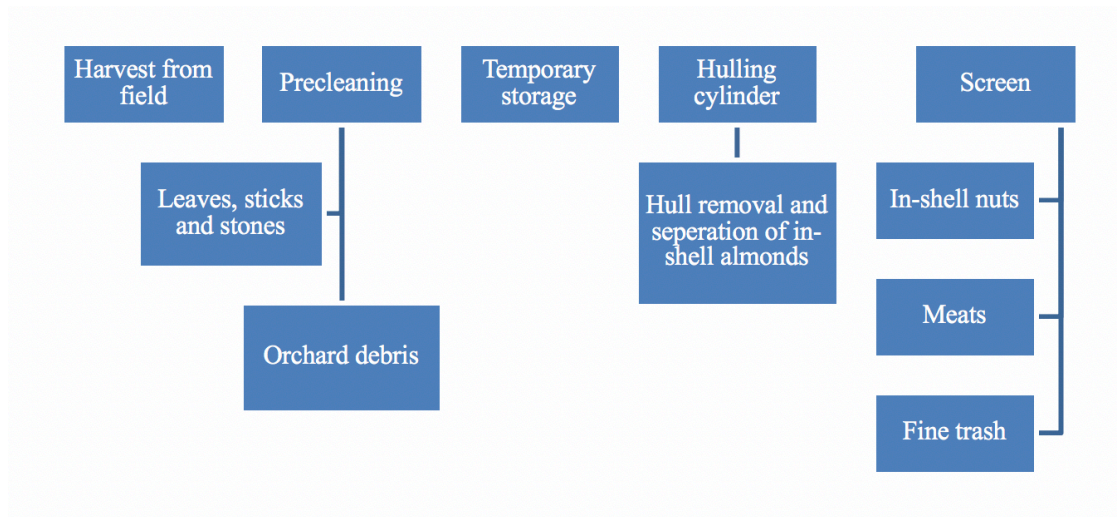 Harvest from
field
Precleaning
Temporary
storage
Hulling
cylinder
Screen
Leaves, sticks
and stones
Orchard debris
Hull removal and
seperation of in-
shell almonds
In-shell nuts
Meats
Fine trash